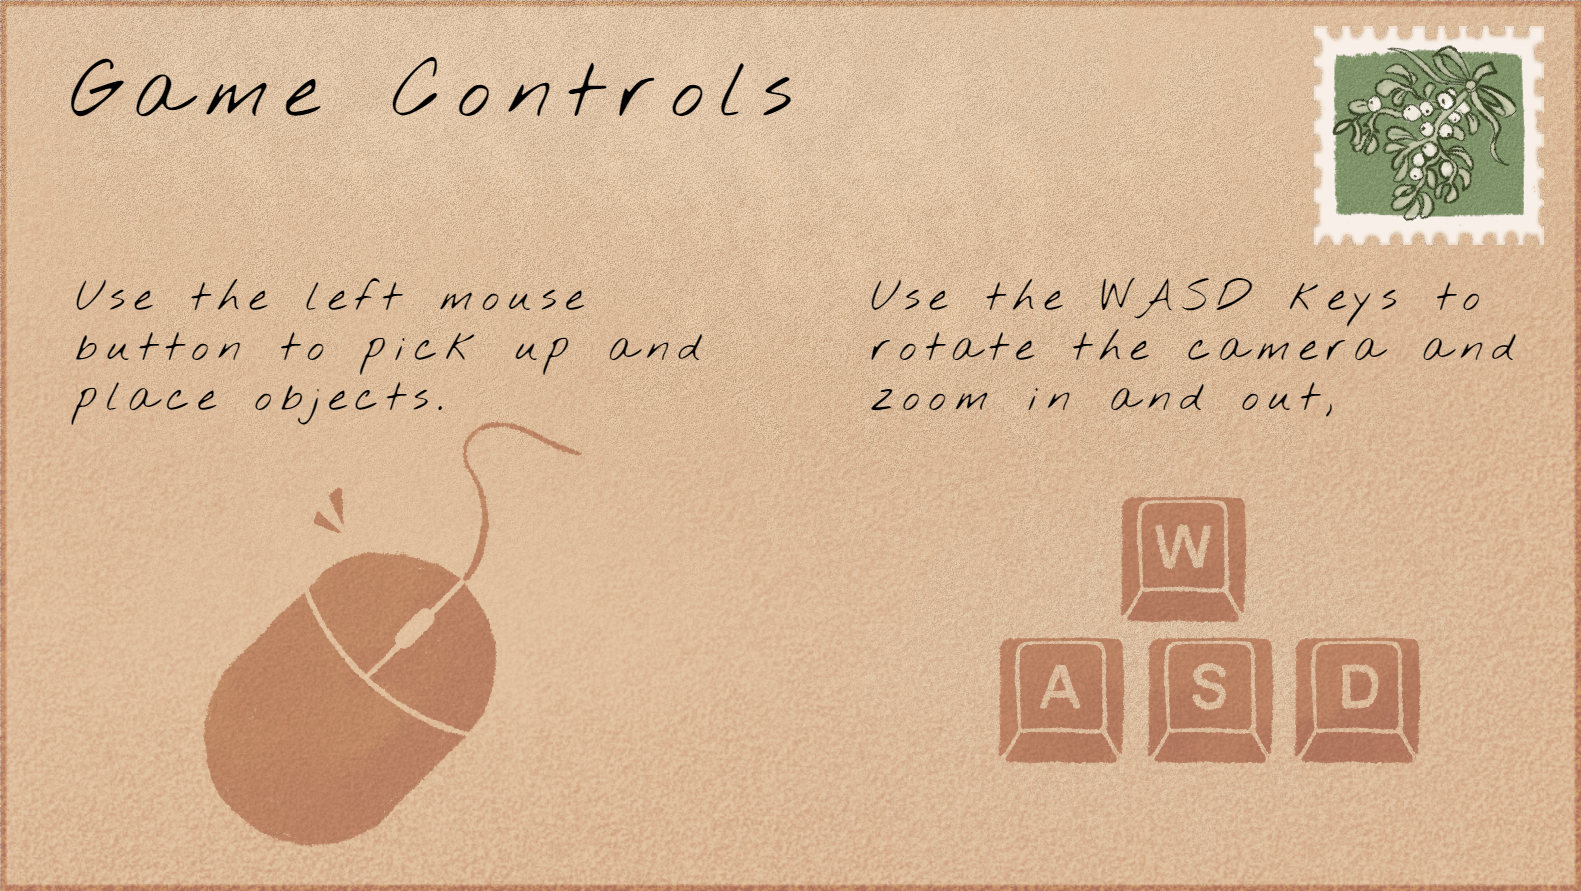 Game Controls
Use the left mouse
button to pick up and
place objects.
Use the WASD keys to
rotate the camera and
zoom in and out,
W
A S D